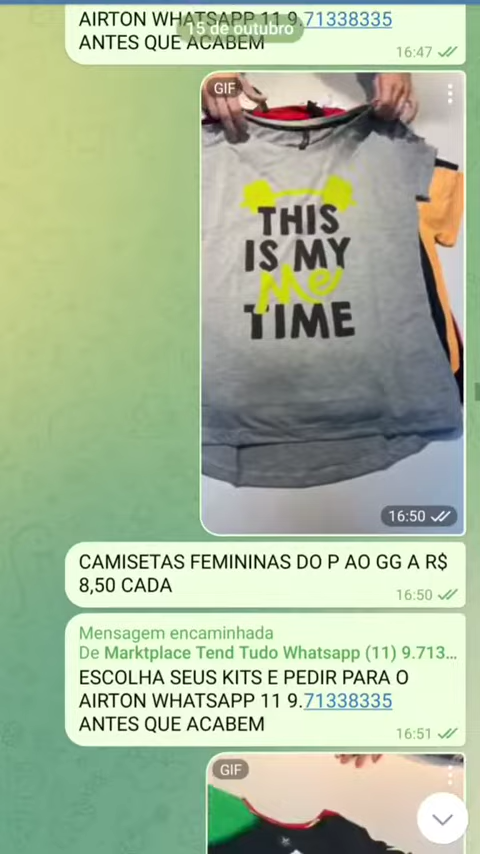 AIRTON WHATSAPP 11 9.71338335
15 de outubro
ANTES QUE ACABEM
16:47
GIF
THIS
IS MY
Me
TIME
16:50
CAMISETAS FEMININAS DO P AO GG A R$
8,50 CADA
16:50
Mensagem encaminhada
De Marktplace Tend Tudo Whatsapp (11) 9.713...
ESCOLHA SEUS KITS E PEDIR PARA O
AIRTON WHATSAPP 11 9.71338335
ANTES QUE ACABEM
16:51
GIF